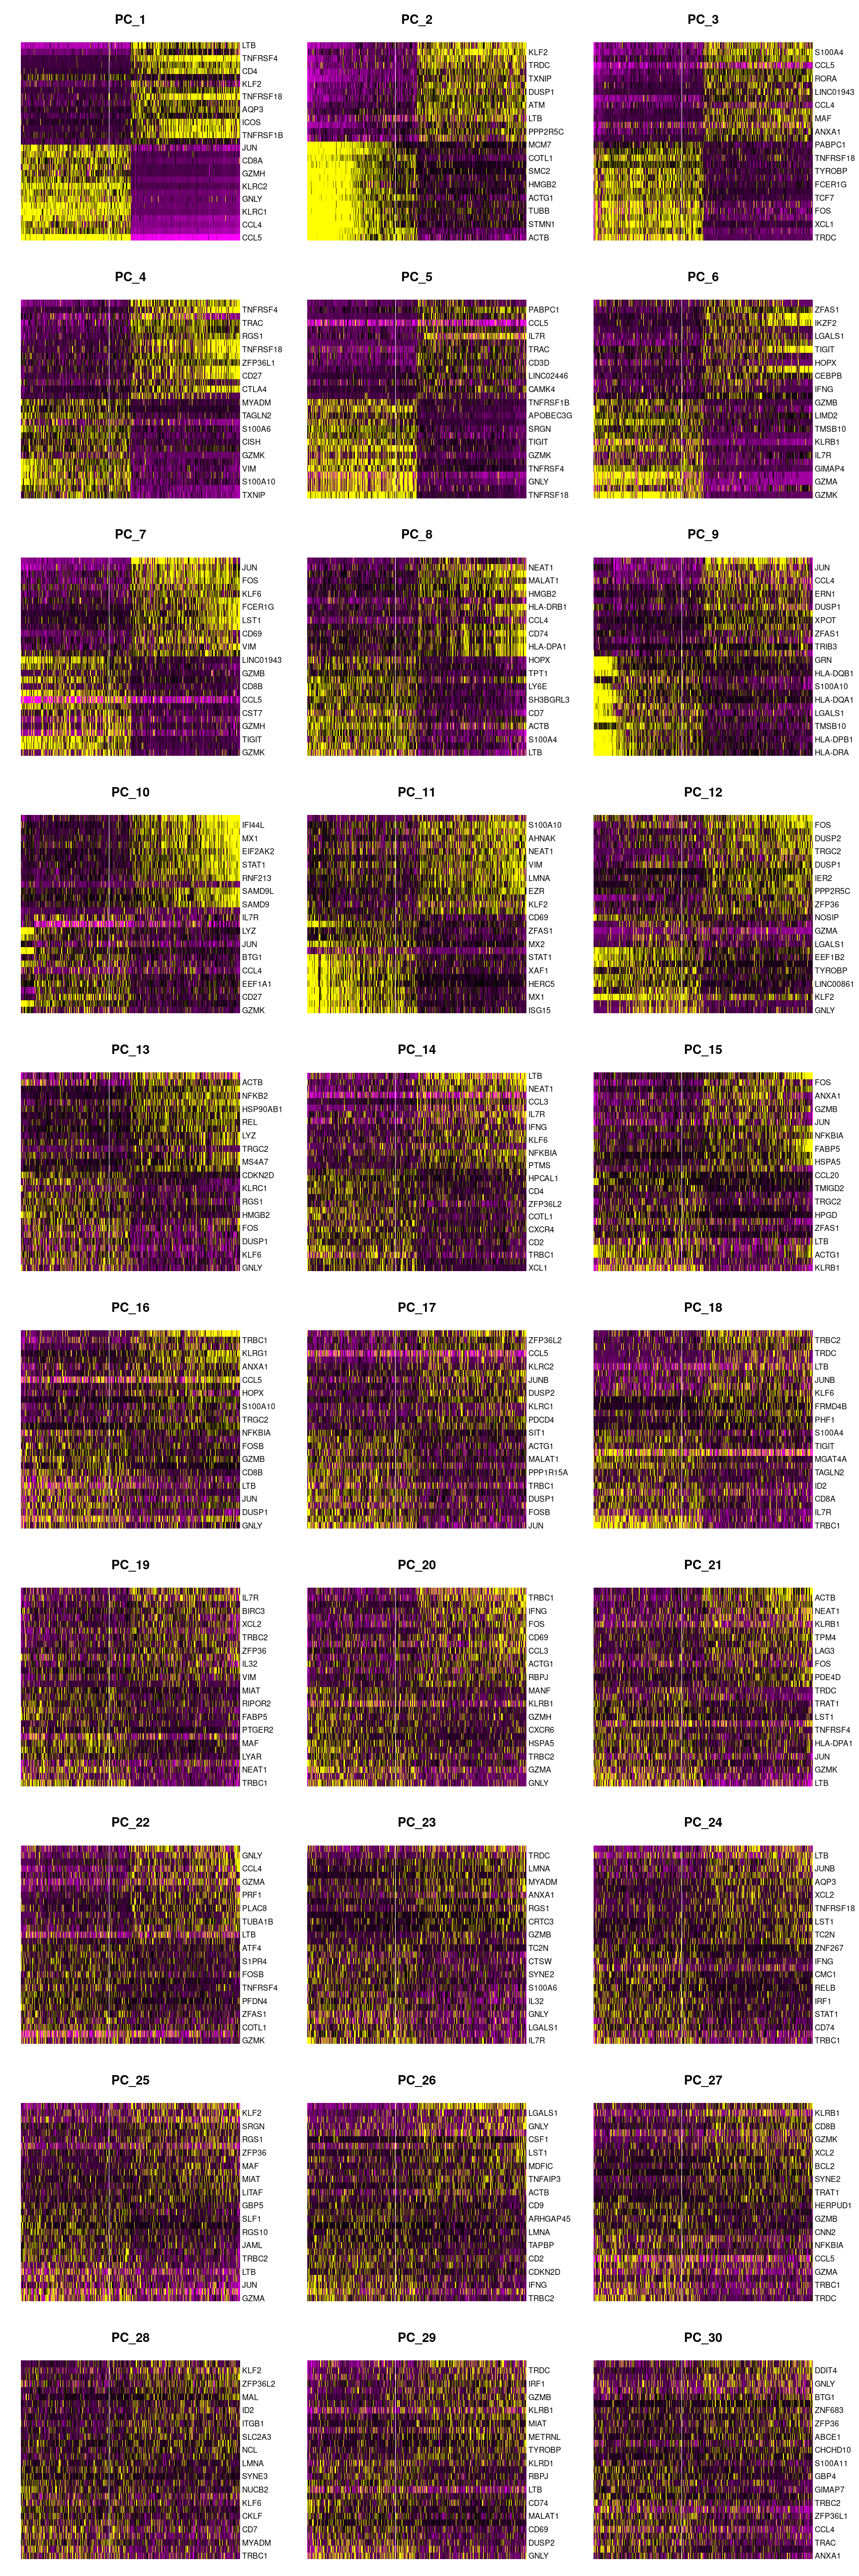 PC_1
LTB
TNFRSF4
CD4
KLF2
TNFRSF18
AQP3
ICOS
TNFRSF1B
JUN
CD8A
GZMH
KLRC2
GNLY
KLRC1
CCL4
CCL5
PC_2
KLF2
TRDC
TXNIP
DUSP1
ATM
LTB
PPP2R5C
MCM7
COTL1
SMC2
HMGB2
ACTG1
TUBB
STMN1
ACTB
PC_3
S100A4
CCL5
RORA
LINC01943
CCL4
MAF
ANXA1
PABPC1
TNFRSF18
TYROBP
FCER1G
TCF7
FOS
XCL1
TRDC
PC_4
TNFRSF4
TRAC
RGS1
TNFRSF18
ZFP36L1
CD27
CTLA4
MYADM
TAGLN2
S100A6
CISH
GZMK
VIM
S100A10
TXNIP
PC_5
PABPC1
CCL5
IL7R
TRAC
CD3D
LINC02446
CAMK4
TNFRSF1B
APOBEC3G
SRGN
TIGIT
GZMK
TNFRSF4
GNLY
TNFRSF18
PC_6
ZFAS1
IKZF2
LGALS1
TIGIT
HOPX
CEBPB
IFNG
GZMB
LIMD2
TMSB10
KLRB1
IL7R
GIMAP4
GZMA
GZMK
PC_7
JUN
FOS
KLF6
FCER1G
LST1
CD69
VIM
LINC01943
GZMB
CD8B
CCL5
CST7
GZMH
TIGIT
GZMK
PC_8
NEAT1
MALAT1
HMGB2
HLA-DRB1
CCL4
CD74
HLA-DPA1
HOPX
TPT1
LY6E
SH3BGRL3
CD7
ACTB
S100A4
LTB
PC_9
JUN
CCL4
ERN1
DUSP1
XPOT
ZFAS1
TRIB3
GRN
HLA-DQB1
S100A10
HLA-DQA1
LGALS1
TMSB10
HLA-DPB1
HLA-DRA
PC_10
IFI44L
MX1
EIF2AK2
STAT1
RNF213
SAMD9L
SAMD9
IL7R
LYZ
JUN
BTG1
CCL4
EEF1A1
CD27
GZMK
PC_11
S100A10
AHNAK
NEAT1
VIM
LMNA
EZR
KLF2
CD69
ZFAS1
MX2
STAT1
XAF1
HERC5
MX1
ISG15
PC_12
FOS
DUSP2
TRGC2
DUSP1
IER2
PPP2R5C
ZFP36
NOSIP
GZMA
LGALS1
EEF1B2
TYROBP
LINC00861
KLF2
GNLY
PC_13
ACTB
NFKB2
HSP90AB1
REL
LYZ
TRGC2
MS4A7
CDKN2D
KLRC1
RGS1
HMGB2
FOS
DUSP1
KLF6
GNLY
PC_14
LTB
NEAT1
CCL3
IL7R
IFNG
KLF6
NFKBIA
PTMS
HPCAL1
CD4
ZFP36L2
COTL1
CXCR4
CD2
TRBC1
XCL1
PC_15
FOS
ANXA1
GZMB
JUN
NFKBIA
FABP5
HSPA5
CCL20
TMIGD2
TRGC2
HPGD
ZFAS1
LTB
ACTG1
KLRB1
PC_16
TRBC1
KLRG1
ANXA1
CCL5
HOPX
S100A10
TRGC2
NFKBIA
FOSB
GZMB
CD8B
LTB
JUN
DUSP1
GNLY
PC_17
ZFP36L2
CCL5
KLRC2
JUNB
DUSP2
KLRC1
PDCD4
SIT1
ACTG1
MALAT1
PPP1R15A
TRBC1
DUSP1
FOSB
JUN
PC_18
TRBC2
TRDC
LTB
JUNB
KLF6
FRMD4B
PHF1
S100A4
TIGIT
MGAT4A
TAGLN2
ID2
CD8A
IL7R
TRBC1
PC_19
IL7R
BIRC3
XCL2
TRBC2
ZFP36
IL32
VIM
MIAT
RIPOR2
FABP5
PTGER2
MAF
LYAR
NEAT1
TRBC1
PC_20
TRBC1
IFNG
FOS
CD69
CCL3
ACTG1
RBPJ
MANF
KLRB1
GZMH
CXCR6
HSPA5
TRBC2
GZMA
GNLY
PC_21
ACTB
NEAT1
KLRB1
TPM4
LAG3
FOS
PDE4D
TRDC
TRAT1
LST1
TNFRSF4
HLA-DPA1
JUN
GZMK
LTB
PC_22
GNLY
CCL4
GZMA
PRF1
PLAC8
TUBA1B
LTB
ATF4
S1PR4
FOSB
TNFRSF4
PFDN4
ZFAS1
COTL1
GZMK
PC_23
TRDC
LMNA
MYADM
ANXA1
RGS1
CRTC3
GZMB
TC2N
CTSW
SYNE2
S100A6
IL32
GNLY
LGALS1
IL7R
PC_24
LTB
JUNB
AQP3
XCL2
TNFRSF18
LST1
TC2N
ZNF267
IFNG
CMC1
RELB
IRF1
STAT1
CD74
TRBC1
PC_25
KLF2
SRGN
RGS1
ZFP36
MAF
MIAT
LITAF
GBP5
SLF1
RGS10
JAML
TRBC2
LTB
JUN
GZMA
PC_26
LGALS1
GNLY
CSF1
LST1
MDFIC
TNFAIP3
ACTB
CD9
ARHGAP45
LMNA
TAPBP
CD2
CDKN2D
IFNG
TRBC2
PC_27
KLRB1
CD8B
GZMK
XCL2
BCL2
SYNE2
TRAT1
HERPUD1
GZMB
CNN2
NFKBIA
CCL5
GZMA
TRBC1
TRDC
PC_28
KLF2
ZFP36L2
MAL
ID2
ITGB1
SLC2A3
NCL
LMNA
SYNE3
NUCB2
KLF6
CKLF
CD7
MYADM
TRBC1
PC_29
TRDC
IRF1
GZMB
KLRB1
MIAT
METRNL
TYROBP
KLRD1
RBPJ
LTB
CD74
MALAT1
CD69
DUSP2
GNLY
PC_30
DDIT4
GNLY
BTG1
ZNF683
ZFP36
ABCE1
CHCHD10
S100A11
GBP4
GIMAP7
TRBC2
ZFP36L1
CCL4
TRAC
ANXA1